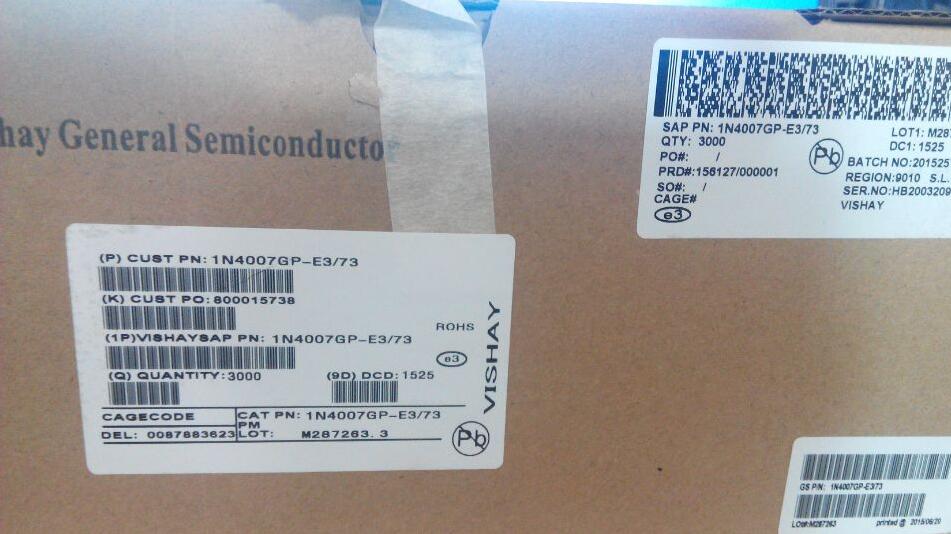 hay General Semiconducto
SAP PN: 1N4007GP-E3/73
QTY: 3000
PO#: /
PRD#:156127/000001
SO#: /
CAGE#
e3
Pb
LOT1: M28
DC1: 1525
BATCH NO:201525
REGION:9010 S.L.
SER.NO:HB2003209
VISHAY
(P) CUST PN: 1N4007GP-E3/73
(K) CUST PO: 800015738
(1P)VISHAYSAP PN: 1N4007GP-E3/73
(Q) QUANTITY:3000
(9D) DCD: 1525
ROHS
e3
VISHAY
CAGECODE
CAT PN: 1N4007GP-E3/73
PM
DEL: 0087883623
LOT: M287263. 3
Pb
GS P/N: 1N4007GP-E3/73
LOt#:M287263 printed @ 2015/06/20